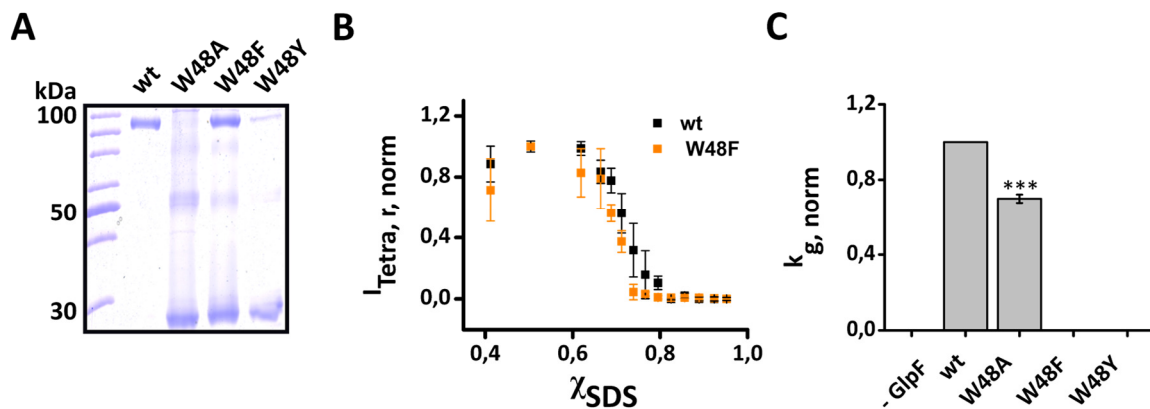 A
wt
W48A
W48F
W48Y
kDa
100
50
30
B
I Tetra, r, norm
1,2
0,8
0,4
0,0
wt
W48F
0,4
0,6
0,8
1,0
χSDS
C
k g, norm
1,2
0,8
0,4
0,0
***
- GlpF
wt
W48A
W48F
W48Y